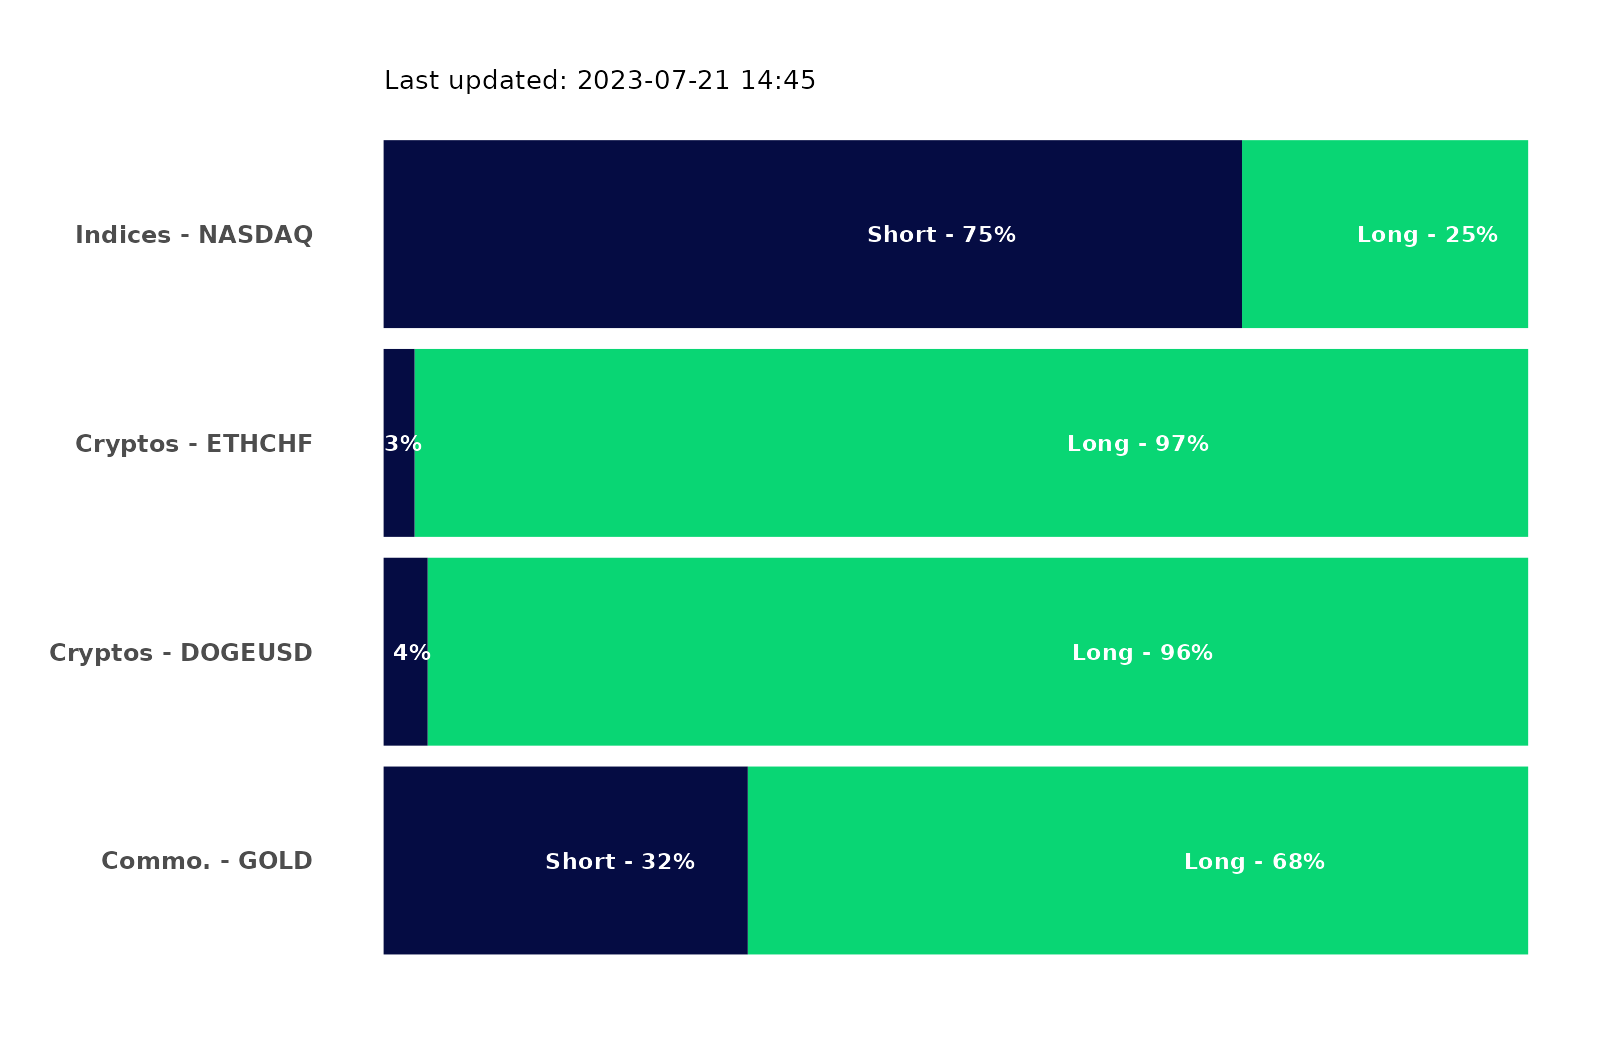 Last updated: 2023-07-21 14:45
Indices - NASDAQ Short - 75% Long - 25%
Cryptos - ETHCHF 3% Long - 97%
Cryptos - DOGEUSD 4% Long - 96%
Commo. - GOLD Short - 32% Long - 68%